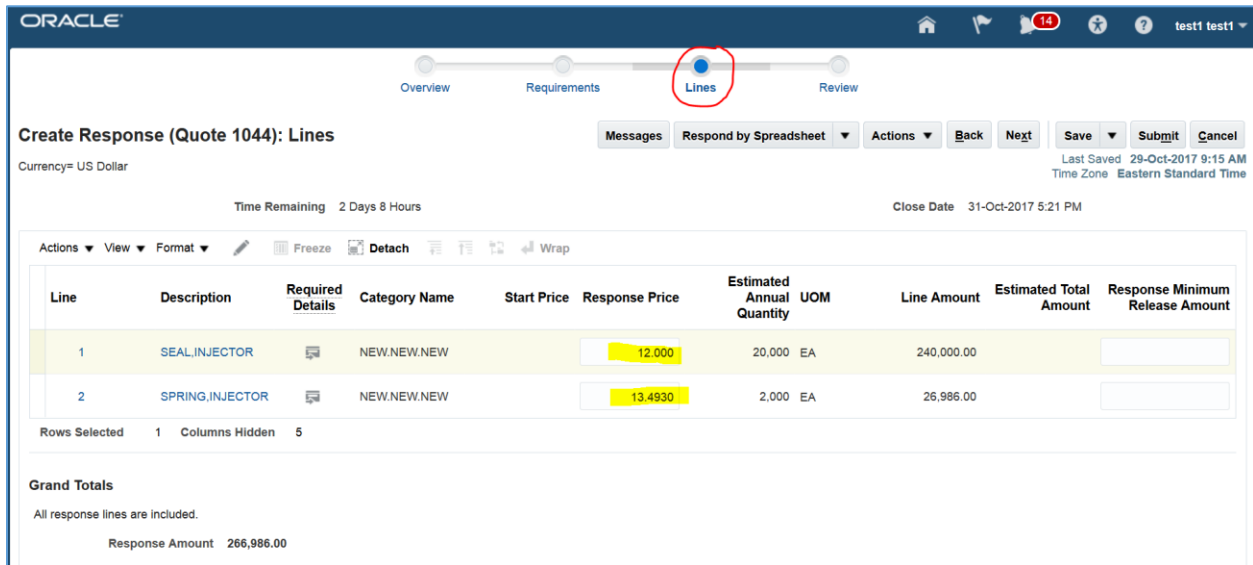 ORACLE
14
test1 test1
Overview Requirements Lines Review
Create Response (Quote 1044): Lines
Messages Respond by Spreadsheet Actions Back Next Save Submit Cancel
Currency= US Dollar
Last Saved 29-Oct-2017 9:15 AM
Time Zone Eastern Standard Time
Time Remaining 2 Days 8 Hours
Close Date 31-Oct-2017 5:21 PM
Actions View Format Freeze Detach Wrap
Line Description Required Details Category Name Start Price Response Price Estimated Annual Quantity UOM Line Amount Estimated Total Amount Response Minimum Release Amount
1 SEAL,INJECTOR NEW.NEW.NEW 12.000 20,000 EA 240,000.00
2 SPRING,INJECTOR NEW.NEW.NEW 13.4930 2,000 EA 26,986.00
Rows Selected 1 Columns Hidden 5
Grand Totals
All response lines are included.
Response Amount 266,986.00